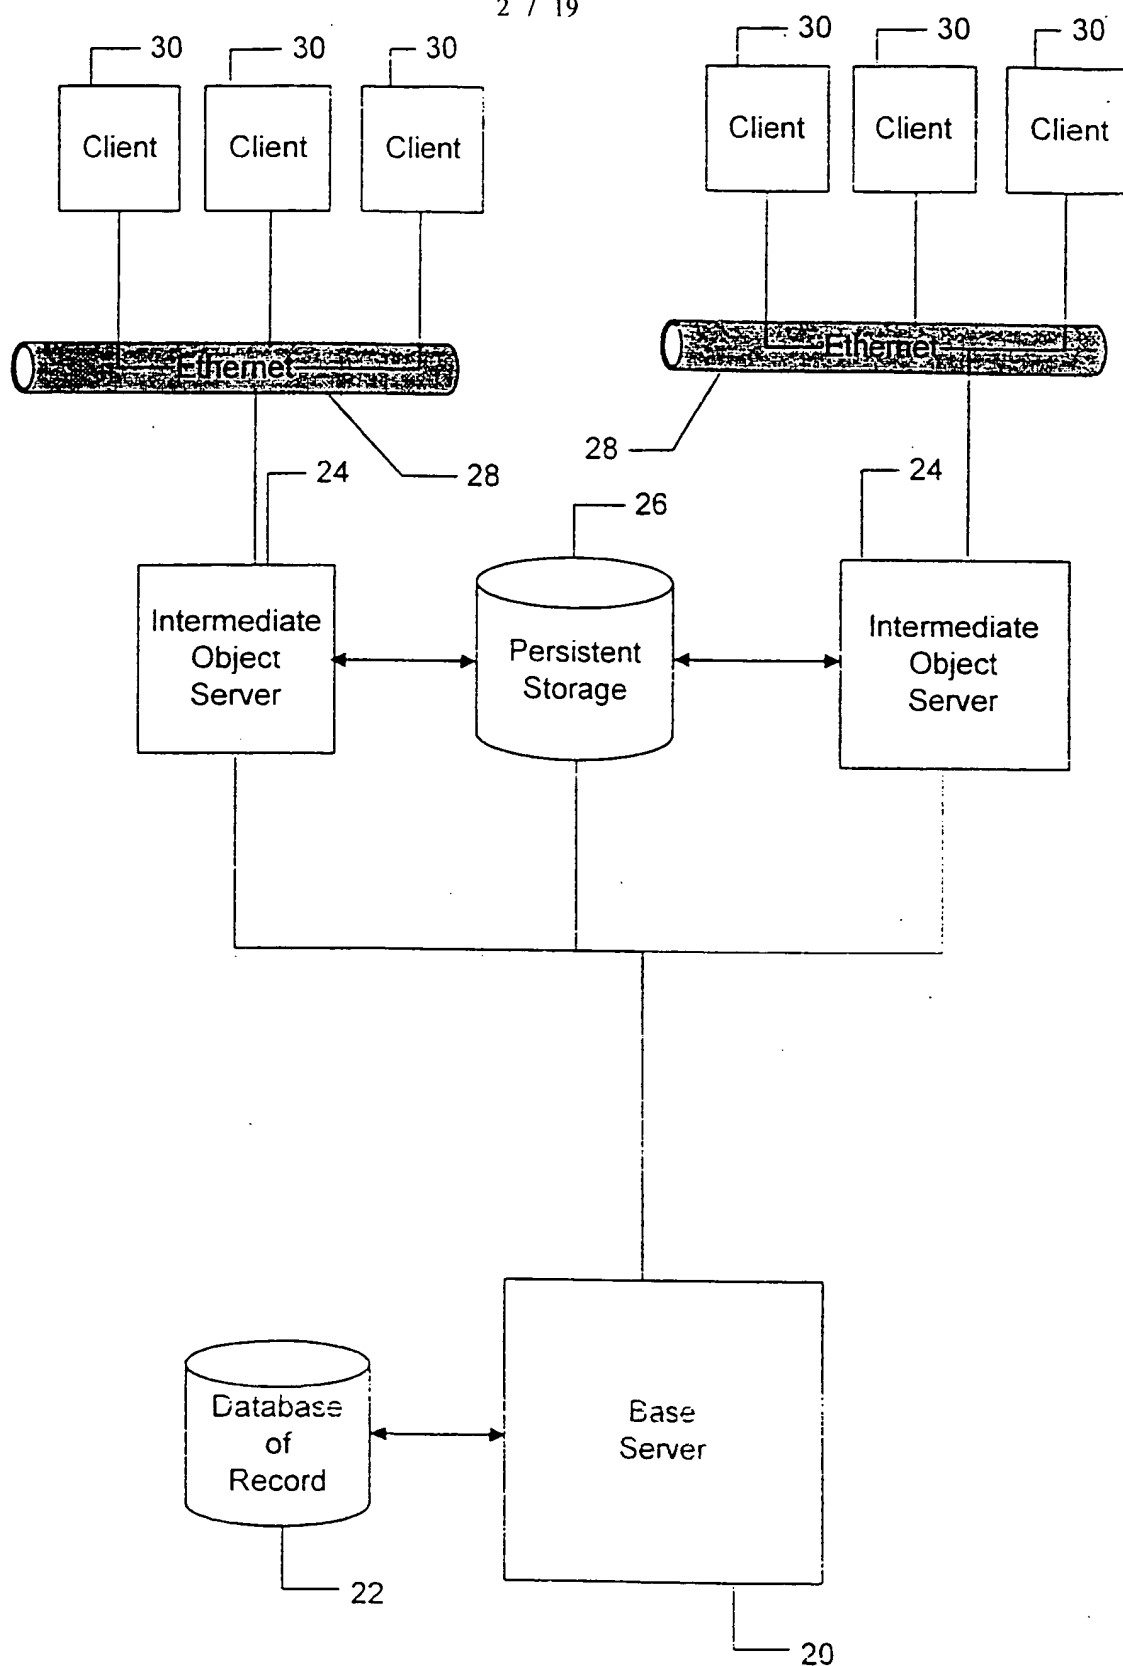 2 / 19
30 30 30 30 30 30
Client Client Client Client Client Client
Ethernet Ethernet
28 28
24 24
26
Intermediate
Object
Server
Persistent
Storage
Intermediate
Object
Server
Database
of
Record
Base
Server
22
20